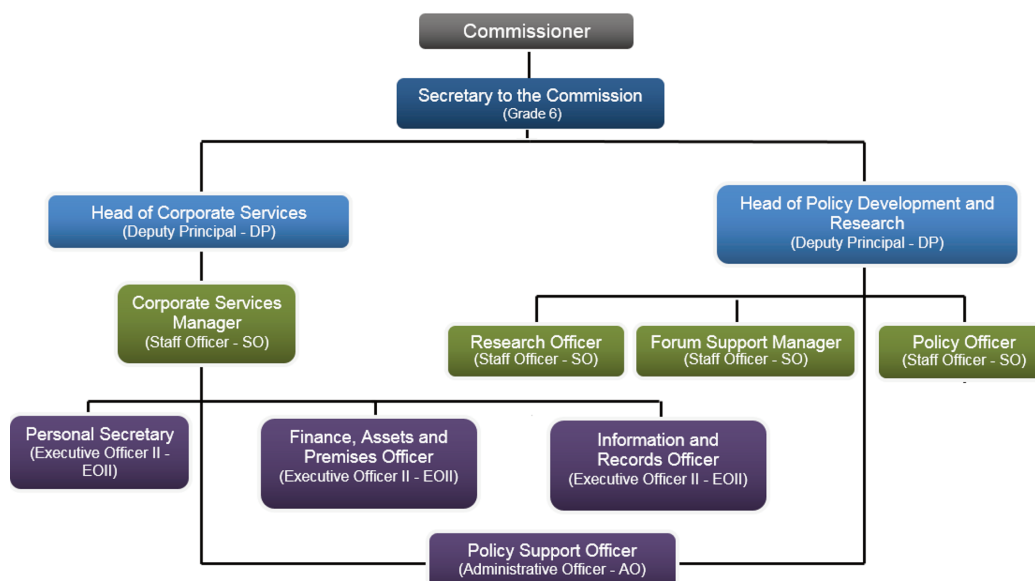 Commissioner
Secretary to the Commission
(Grade 6)
Head of Corporate Services
(Deputy Principal - DP)
Head of Policy Development and
Research
(Deputy Principal - DP)
Corporate Services
Manager
(Staff Officer - SO)
Research Officer
(Staff Officer - SO)
Forum Support Manager
(Staff Officer - SO)
Policy Officer
(Staff Officer - SO)
Personal Secretary
(Executive Officer II -
EOII)
Finance, Assets and
Premises Officer
(Executive Officer II - EOII)
Information and
Records Officer
(Executive Officer II - EOII)
Policy Support Officer
(Administrative Officer - AO)